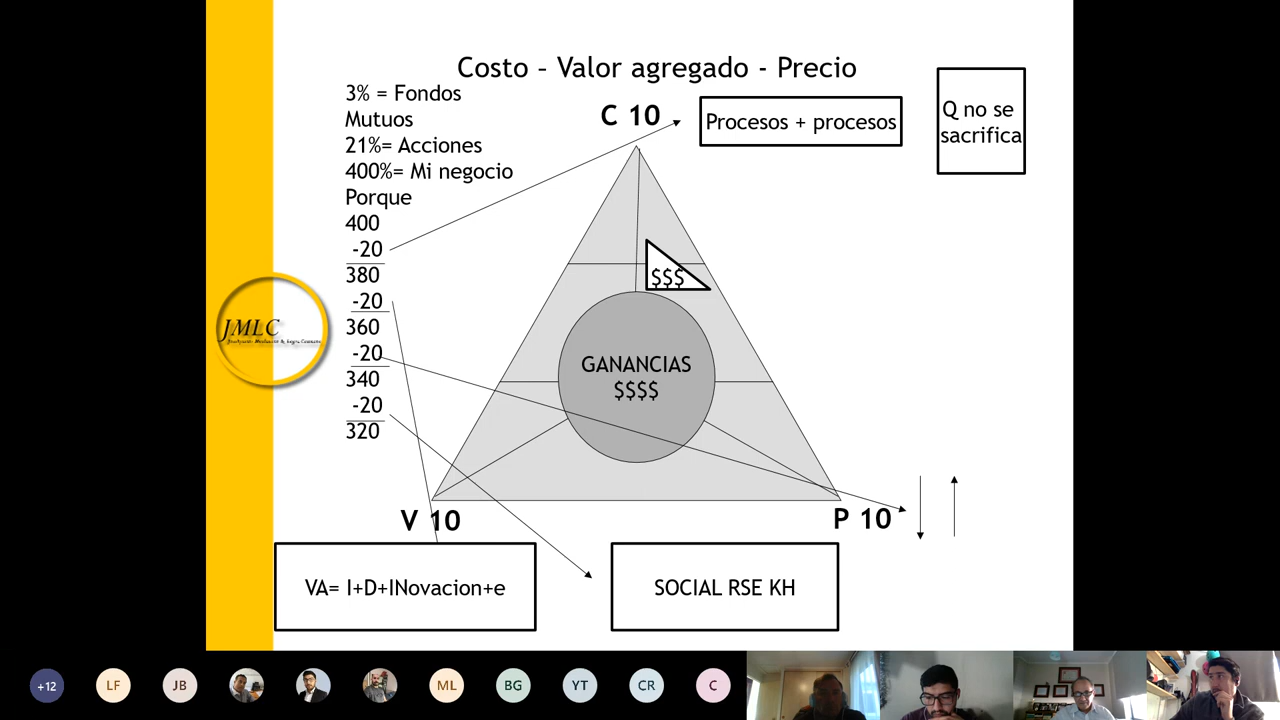 Costo – Valor agregado - Precio
3% = Fondos
Mutuos
21%= Acciones
400%= Mi negocio
Porque
400
-20
380
-20
360
-20
340
-20
320
C 10
Procesos + procesos
Q no se
sacrifica
$$$
GANANCIAS
$$$$
JMLC
V 10
P 10
VA= I+D+INovacion+e
SOCIAL RSE KH
+12
LF
JB
ML
BG
YT
CR
C